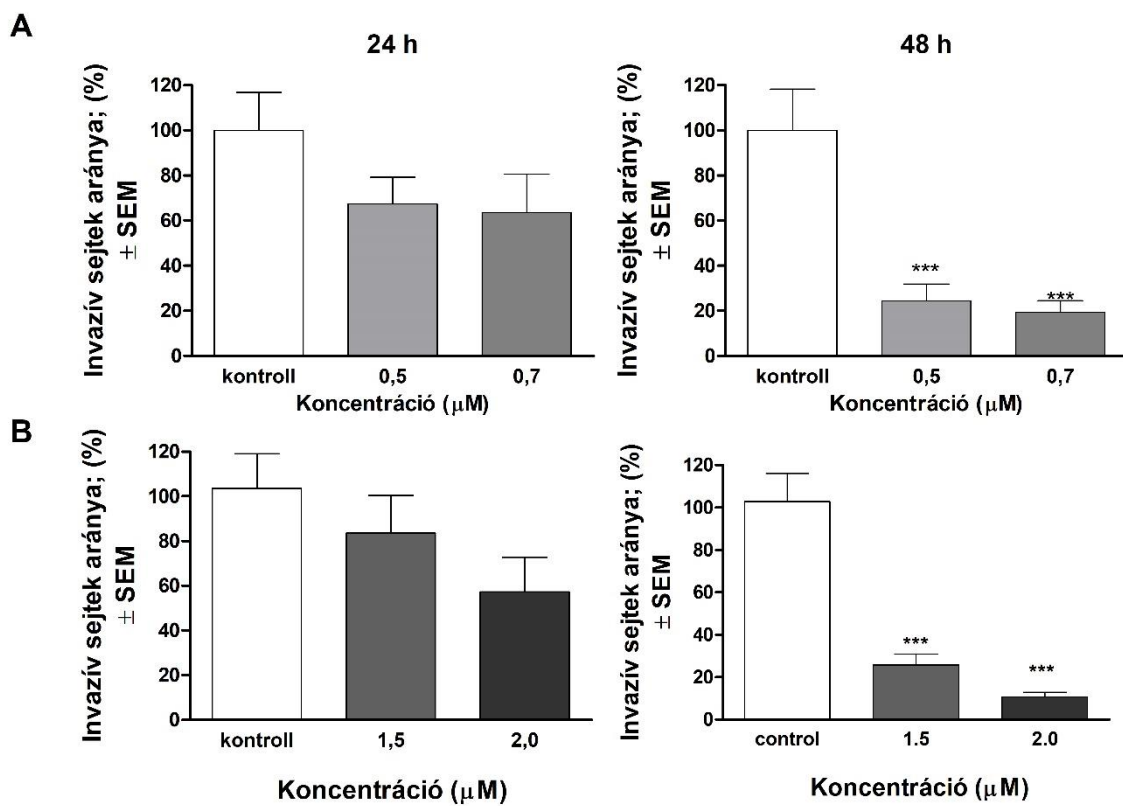 A
24 h
Invazív sejtek aránya; (%)
± SEM
120
100
80
60
40
20
0
kontroll 0,5 0,7
Koncentráció (μM)
48 h
Invazív sejtek aránya; (%)
± SEM
120
100
80
60
40
20
0
***
***
kontroll 0,5 0,7
Koncentráció (μM)
B
Invazív sejtek aránya; (%)
± SEM
120
100
80
60
40
20
0
kontroll 1,5 2,0
Koncentráció (μM)
Invazív sejtek aránya; (%)
± SEM
120
100
80
60
40
20
0
***
***
control 1.5 2.0
Koncentráció (μM)